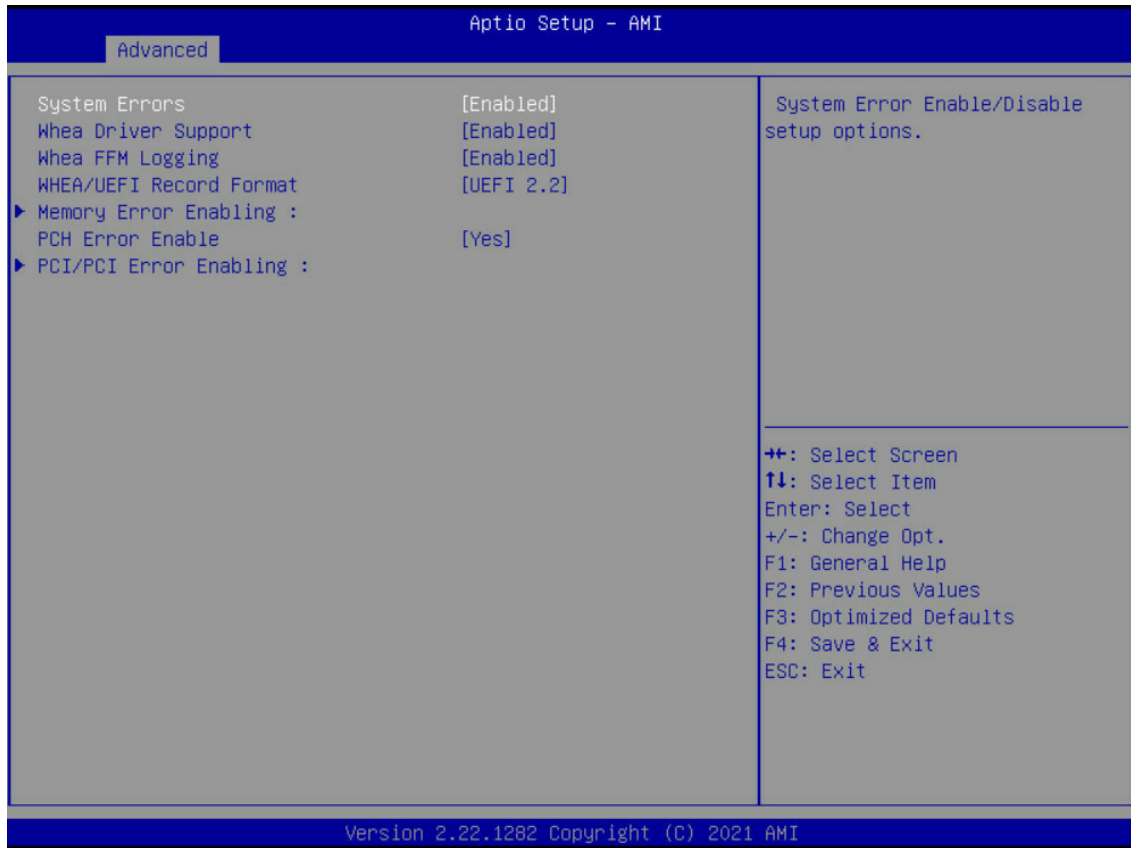 Aptio Setup – AMI
Advanced
System Errors [Enabled]
Whea Driver Support [Enabled]
Whea FFM Logging [Enabled]
WHEA/UEFI Record Format [UEFI 2.2]
▶ Memory Error Enabling :
PCH Error Enable [Yes]
▶ PCI/PCI Error Enabling :
System Error Enable/Disable
setup options.
→←: Select Screen
↑↓: Select Item
Enter: Select
+/-: Change Opt.
F1: General Help
F2: Previous Values
F3: Optimized Defaults
F4: Save & Exit
ESC: Exit
Version 2.22.1282 Copyright (C) 2021 AMI